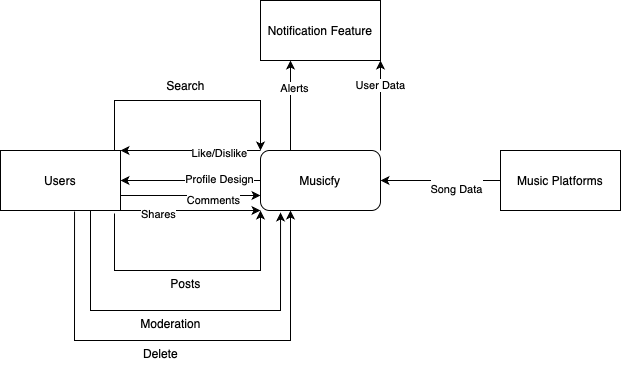 Notification Feature
Search
Alerts
User Data
Like/Dislike
Users
Profile Design
Musicfy
Music Platforms
Song Data
Comments
Shares
Posts
Moderation
Delete